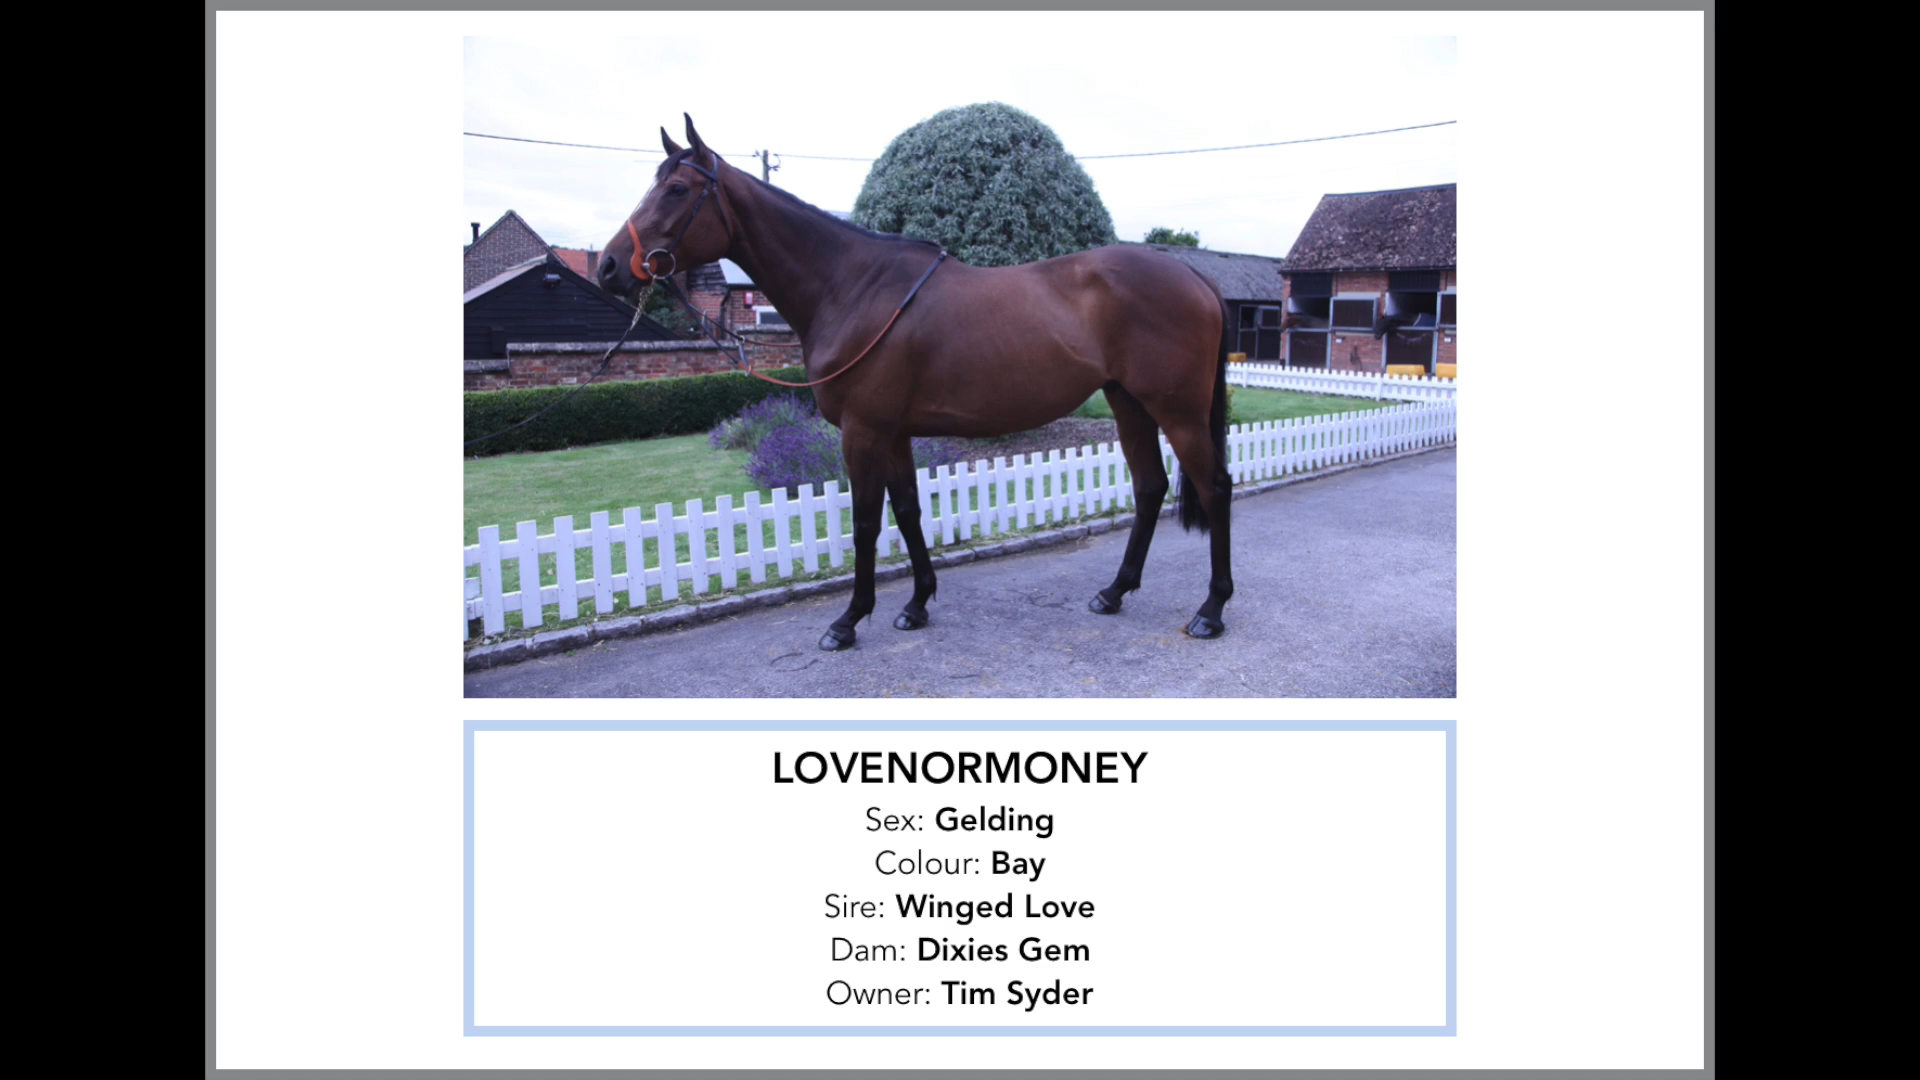 LOVENORMONEY
Sex: Gelding
Colour: Bay
Sire: Winged Love
Dam: Dixies Gem
Owner: Tim Syder